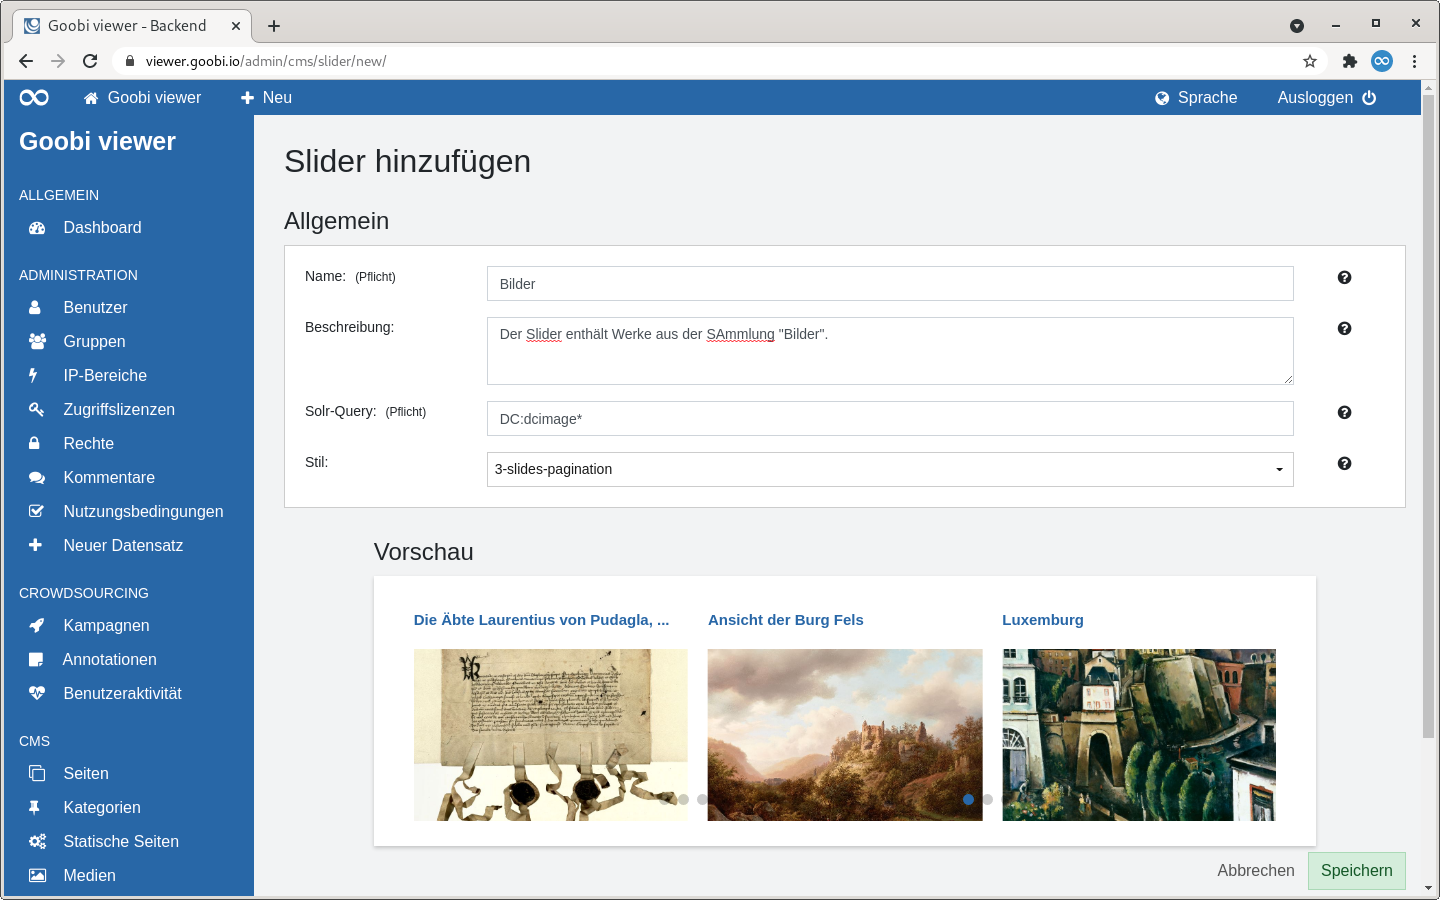 Goobi viewer - Backend
viewer.goobi.io/admin/cms/slider/new/
Goobi viewer
Neu
Sprache
Ausloggen
Goobi viewer
ALLGEMEIN
Dashboard
ADMINISTRATION
Benutzer
Gruppen
IP-Bereiche
Zugriffslizenzen
Rechte
Kommentare
Nutzungsbedingungen
Neuer Datensatz
CROWDSOURCING
Kampagnen
Annotationen
Benutzeraktivität
CMS
Seiten
Kategorien
Statische Seiten
Medien
Slider hinzufügen
Allgemein
Name: (Pflicht)
Bilder
Beschreibung:
Der Slider enthält Werke aus der SAmmlung "Bilder".
Solr-Query: (Pflicht)
DC:dcimage*
Stil:
3-slides-pagination
Vorschau
Die Äbte Laurentius von Pudagla, ...
Ansicht der Burg Fels
Luxemburg
Abbrechen
Speichern